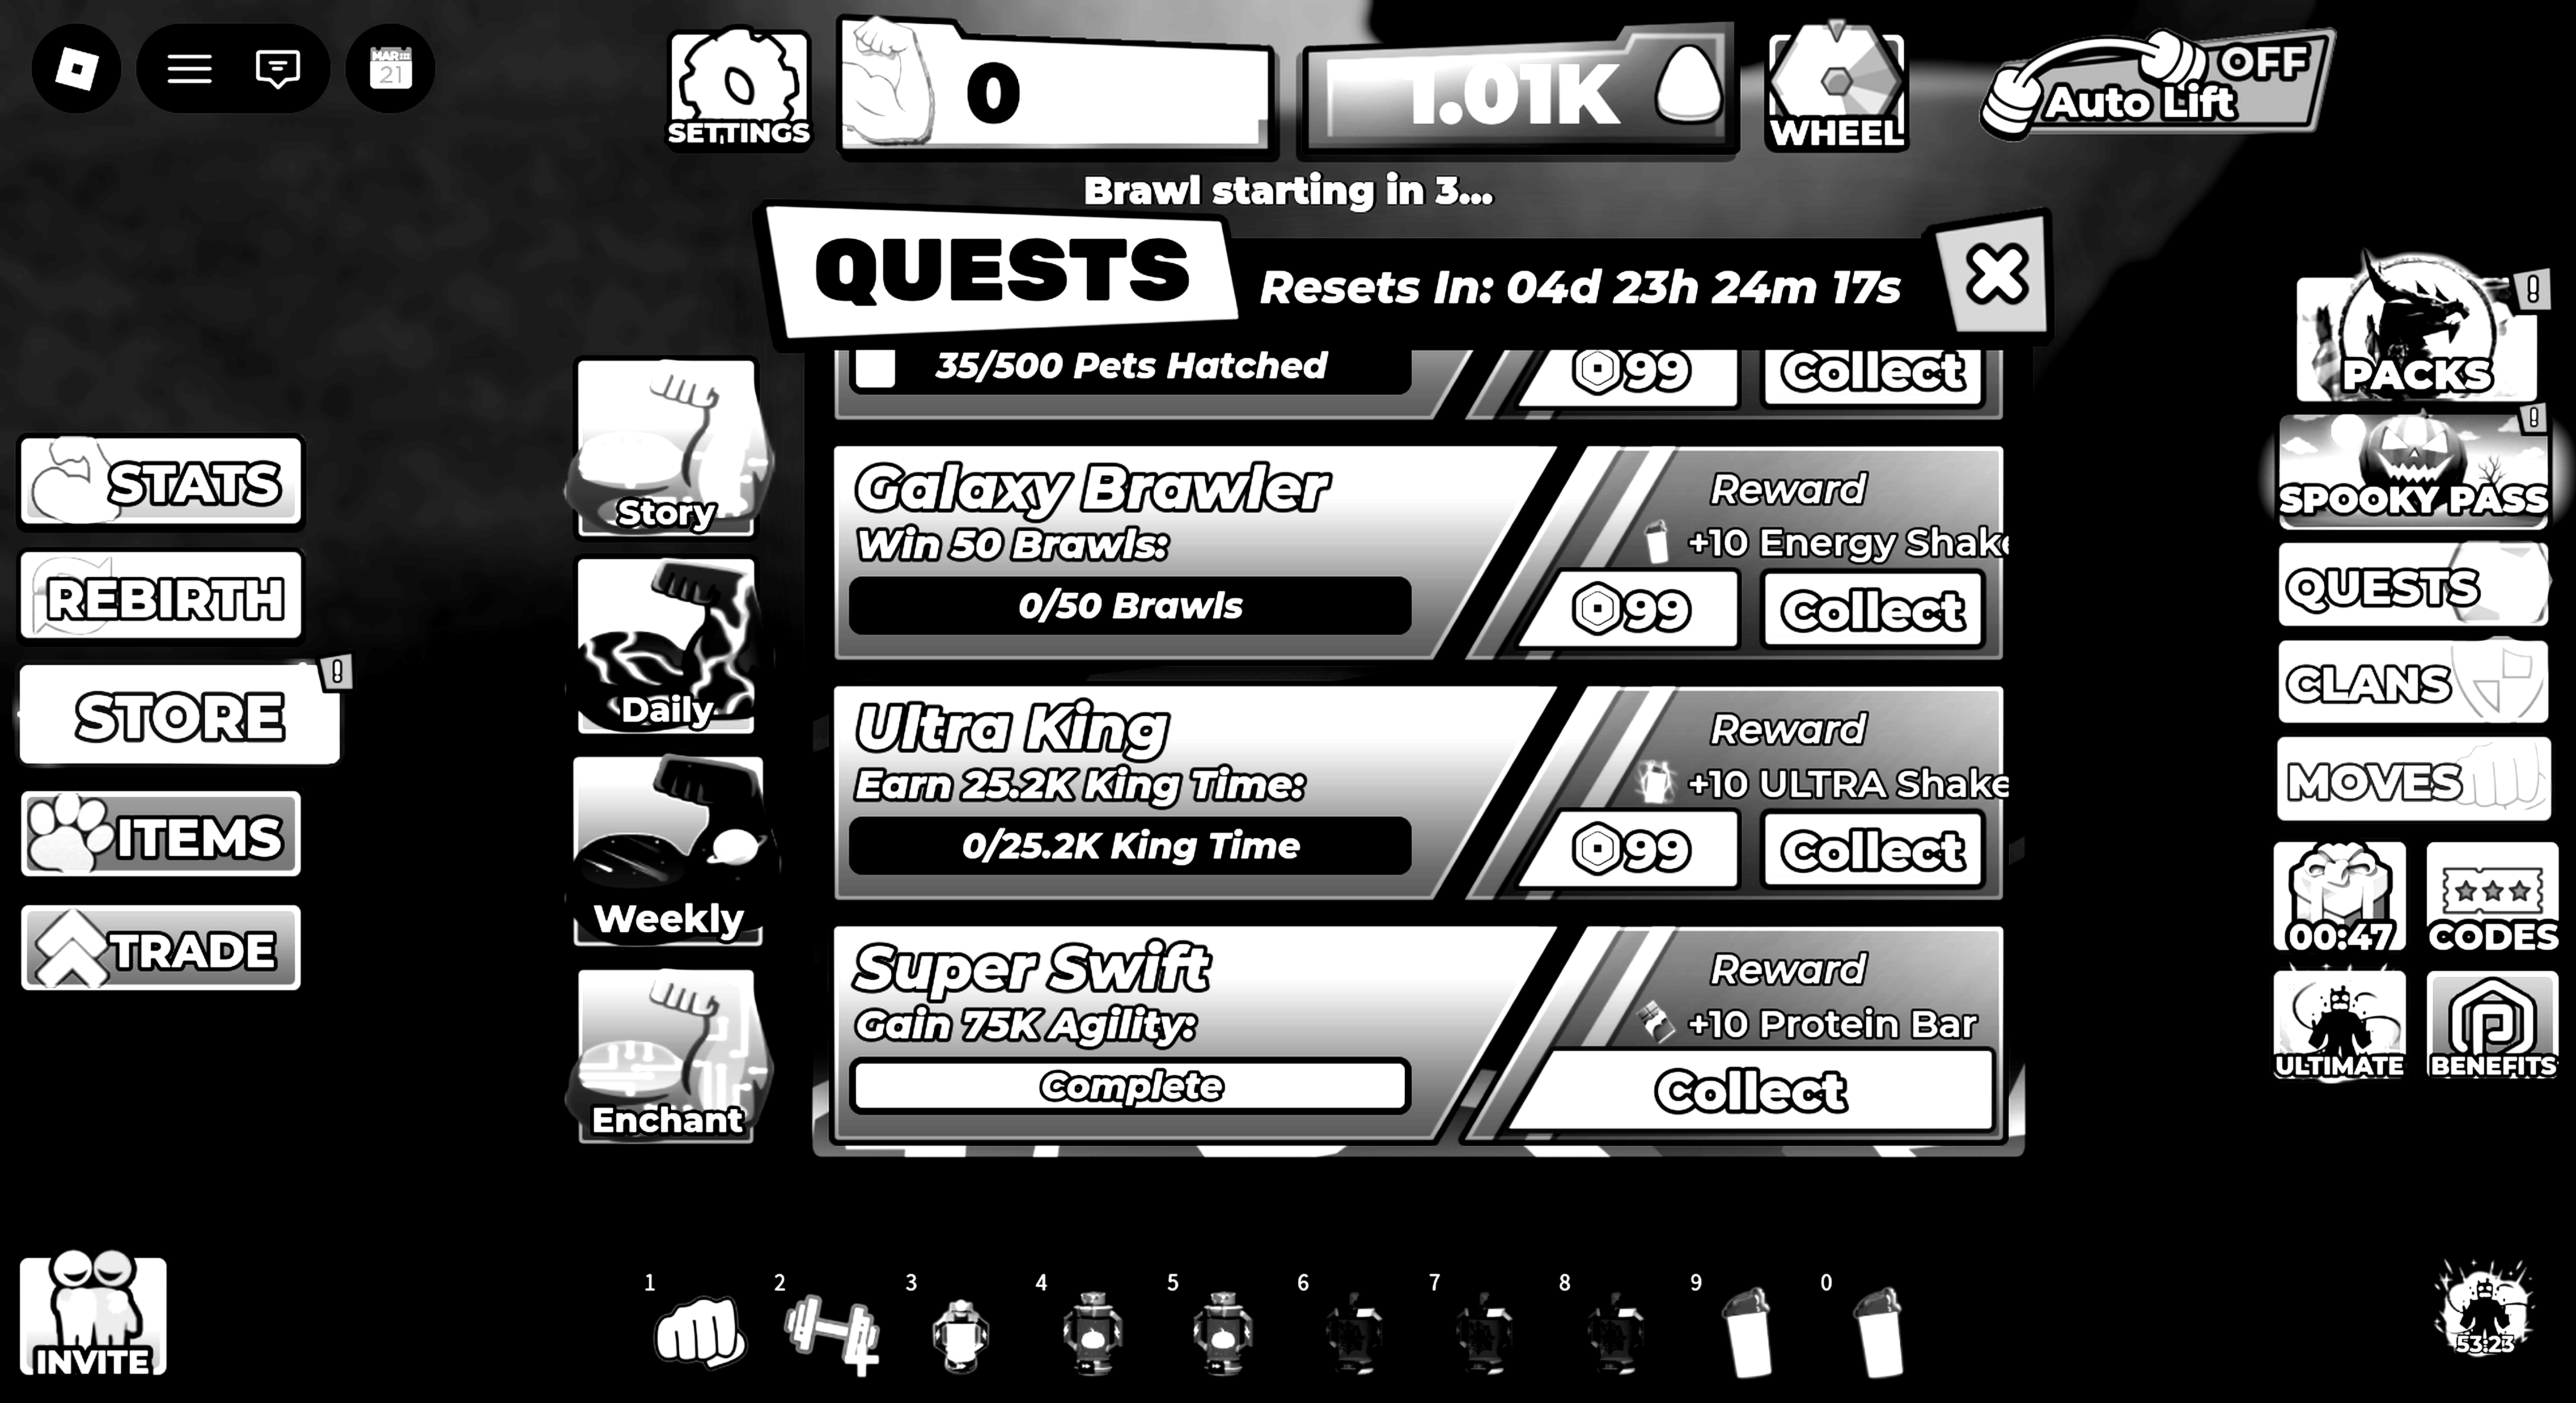 MAR
21
SETTINGS
0
1.01K
WHEEL
OFF
Auto Lift
Brawl starting in 3...
QUESTS
Resets In: 04d 23h 24m 17s
35/500 Pets Hatched
99
Collect
Galaxy Brawler
Win 50 Brawls:
0/50 Brawls
Reward
+10 Energy Shake
99
Collect
Ultra King
Earn 25.2K King Time:
0/25.2K King Time
Reward
+10 ULTRA Shake
99
Collect
Super Swift
Gain 75K Agility:
Complete
Reward
+10 Protein Bar
Collect
Story
Daily
Weekly
Enchant
STATS
REBIRTH
STORE
!
ITEMS
TRADE
INVITE
PACKS
!
SPOOKY PASS
!
QUESTS
CLANS
MOVES
00:47
CODES
ULTIMATE
BENEFITS
1
2
3
4
5
6
7
8
9
0
53:23